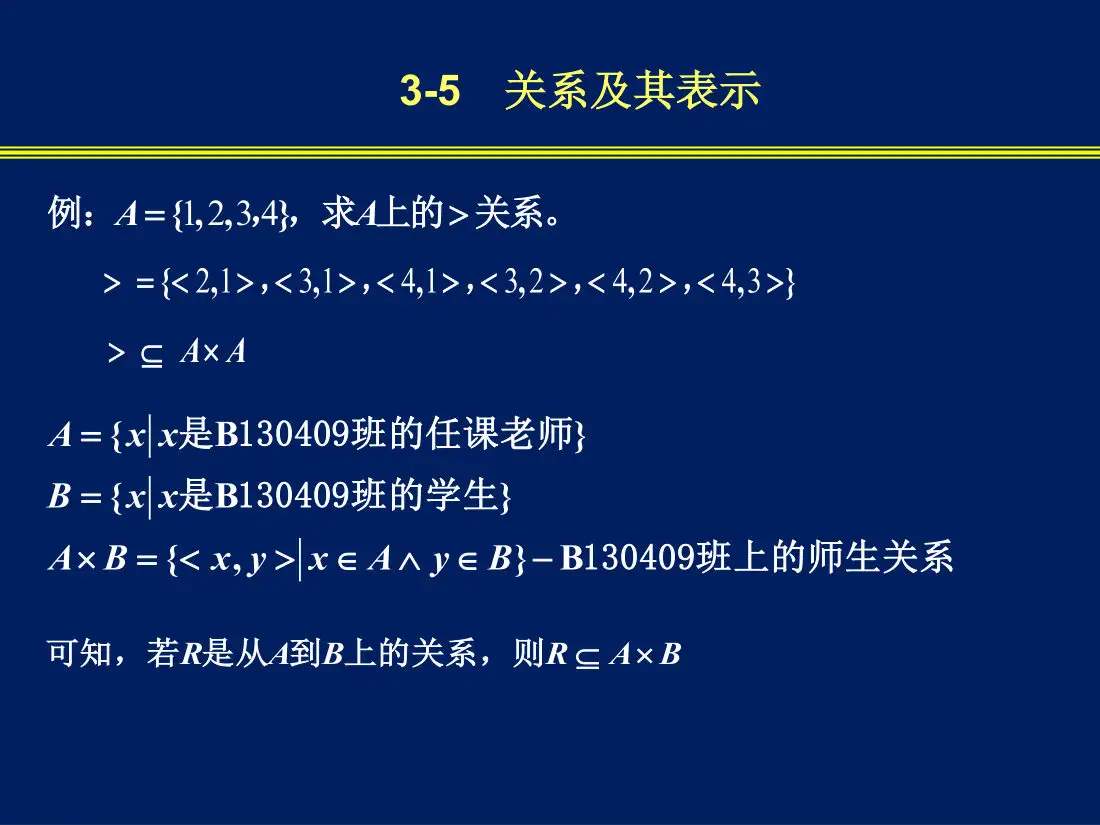 3-5 关系及其表示
例：A={1,2,3,4}，求A上的>关系。
>={<2,1>,<3,1>,<4,1>,<3,2>,<4,2>,<4,3>}
>⊆ A×A
A={x|x是B130409班的任课老师}
B={x|x是B130409班的学生}
A×B={<x,y>|x∈A∧y∈B}－B130409班上的师生关系
可知，若R是从A到B上的关系，则R⊆A×B